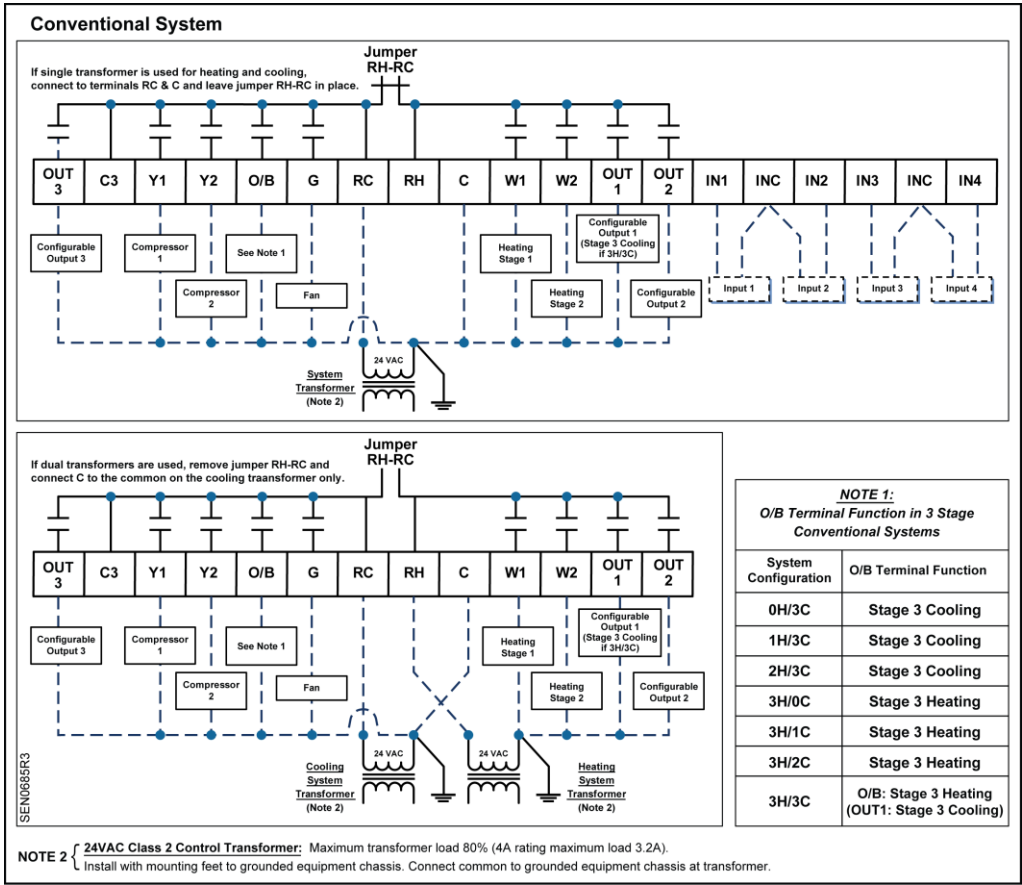 Conventional System
Jumper
RH-RC
If single transformer is used for heating and cooling,
connect to terminals RC & C and leave jumper RH-RC in place.
OUT 3 C3 Y1 Y2 O/B G RC RH C W1 W2 OUT 1 OUT 2 IN1 INC IN2 IN3 INC IN4
Configurable
Output 3
Compressor
1
Compressor
2
See Note 1
Fan
Heating
Stage 1
Heating
Stage 2
Configurable
Output 1
(Stage 3 Cooling
if 3H/3C)
Configurable
Output 2
Input 1
Input 2
Input 3
Input 4
24 VAC
System
Transformer
(Note 2)
Jumper
RH-RC
If dual transformers are used, remove jumper RH-RC and
connect C to the common on the cooling traansformer only.
OUT 3 C3 Y1 Y2 O/B G RC RH C W1 W2 OUT 1 OUT 2
Configurable
Output 3
Compressor
1
Compressor
2
See Note 1
Fan
Heating
Stage 1
Heating
Stage 2
Configurable
Output 1
(Stage 3 Cooling
if 3H/3C)
Configurable
Output 2
24 VAC
24 VAC
Cooling
System
Transformer
(Note 2)
Heating
System
Transformer
(Note 2)
SEN0685R3
NOTE 1:
O/B Terminal Function in 3 Stage
Conventional Systems
System
Configuration
O/B Terminal Function
0H/3C Stage 3 Cooling
1H/3C Stage 3 Cooling
2H/3C Stage 3 Cooling
3H/0C Stage 3 Heating
3H/1C Stage 3 Heating
3H/2C Stage 3 Heating
3H/3C O/B: Stage 3 Heating
(OUT1: Stage 3 Cooling)
NOTE 2 { 24VAC Class 2 Control Transformer: Maximum transformer load 80% (4A rating maximum load 3.2A).
Install with mounting feet to grounded equipment chassis. Connect common to grounded equipment chassis at transformer.